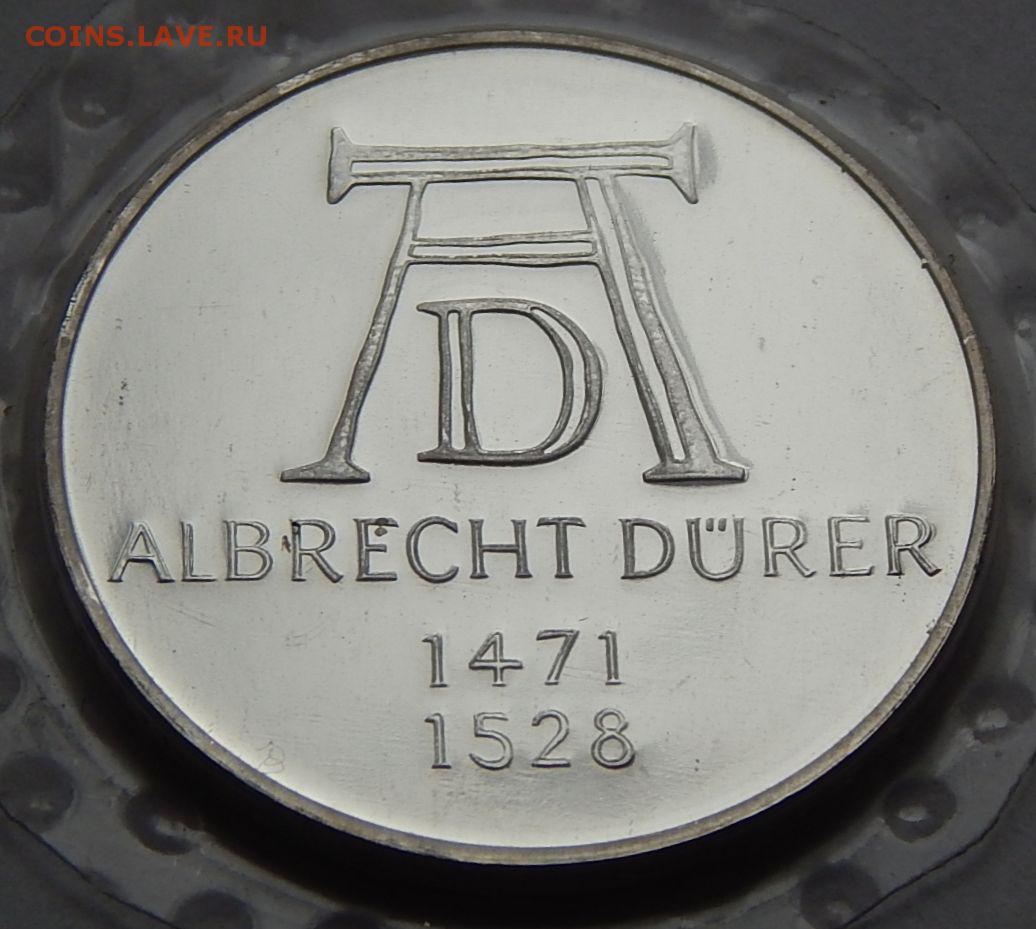 COINS.LAVE.RU
AD
ALBRECHT DÜRER
1471
1528